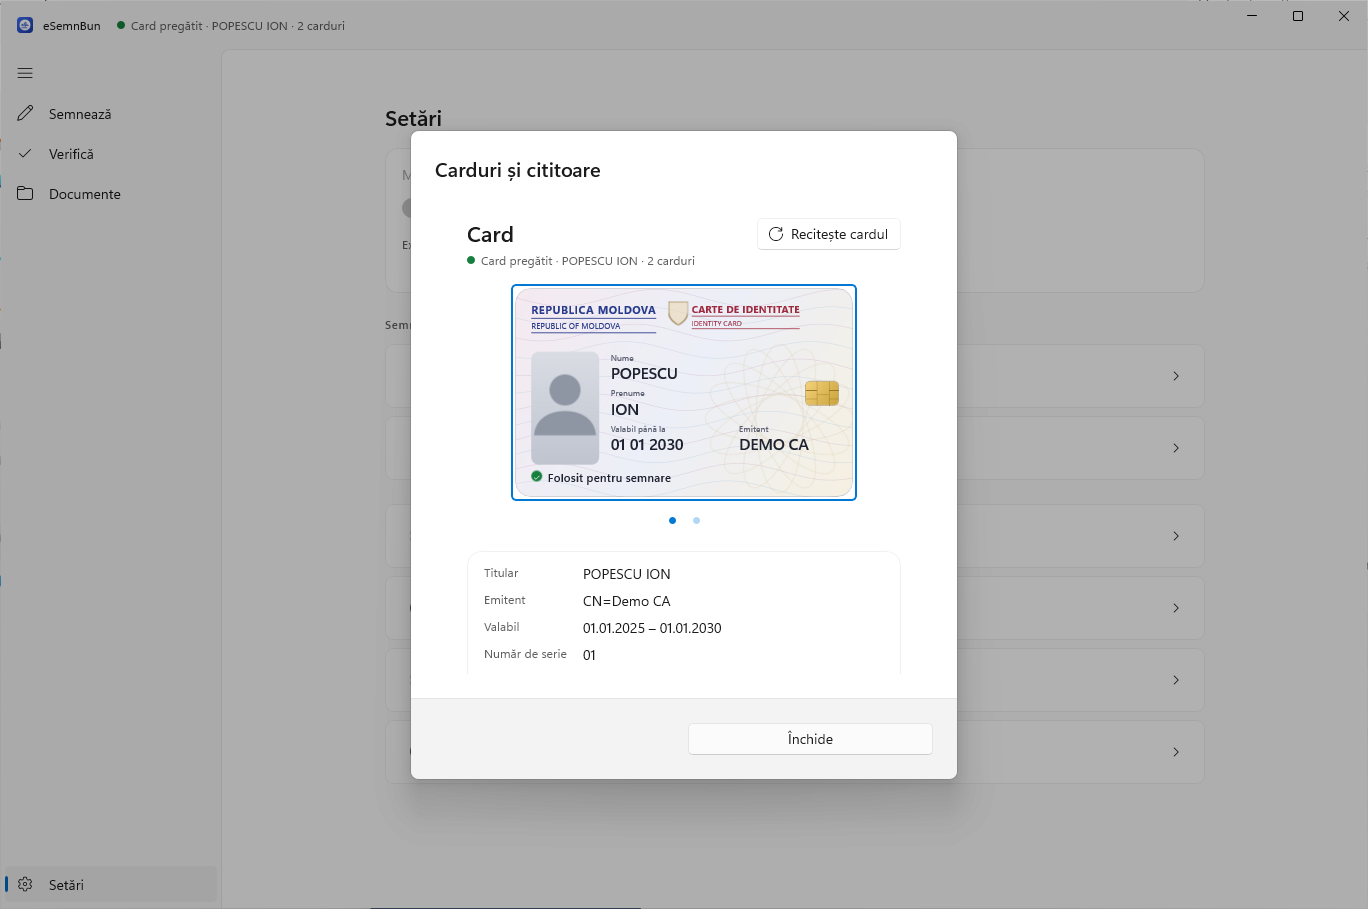 eSemnBun
Card pregătit · POPESCU ION · 2 carduri
Semnează
Verifică
Documente
Setări
Setări
Carduri și cititoare
Card
Recitește cardul
Card pregătit · POPESCU ION · 2 carduri
REPUBLICA MOLDOVA
REPUBLIC OF MOLDOVA
CARTE DE IDENTITATE
IDENTITY CARD
Nume
POPESCU
Prenume
ION
Valabil până la
01 01 2030
Emitent
DEMO CA
Folosit pentru semnare
Titular
POPESCU ION
Emitent
CN=Demo CA
Valabil
01.01.2025 – 01.01.2030
Număr de serie
01
Închide